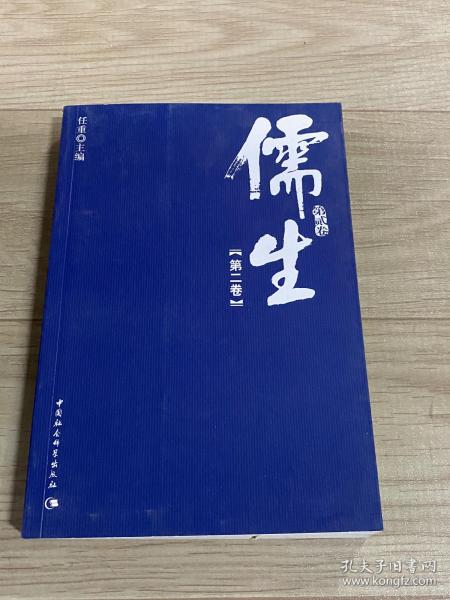 任重◎主编
儒生
第贰卷
【第二卷】
中国社会科学出版社
孔夫子旧书网
www.kongfz.com